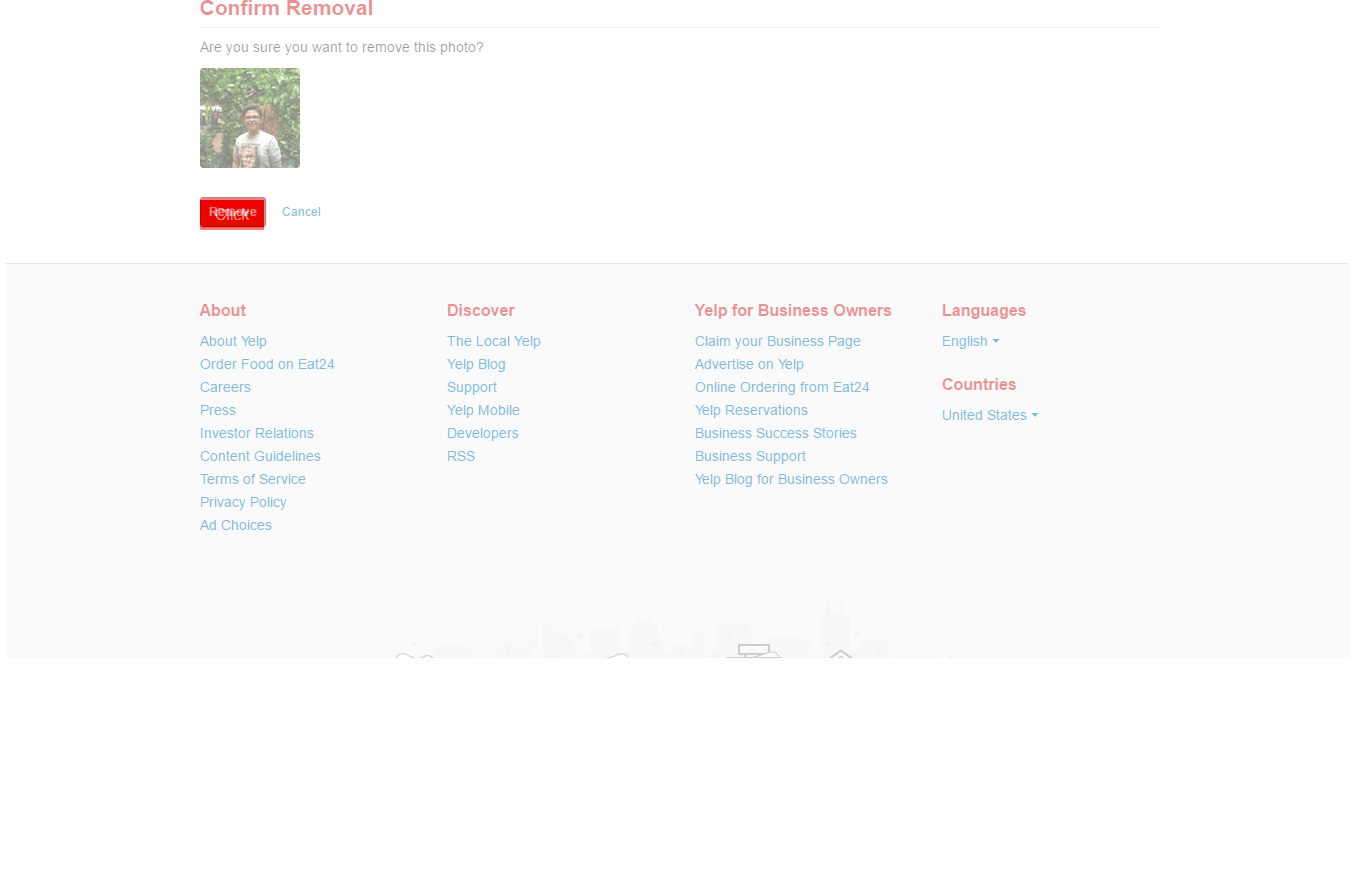 Confirm Removal
Are you sure you want to remove this photo?
Remove
Click
Cancel
About
About Yelp
Order Food on Eat24
Careers
Press
Investor Relations
Content Guidelines
Terms of Service
Privacy Policy
Ad Choices
Discover
The Local Yelp
Yelp Blog
Support
Yelp Mobile
Developers
RSS
Yelp for Business Owners
Claim your Business Page
Advertise on Yelp
Online Ordering from Eat24
Yelp Reservations
Business Success Stories
Business Support
Yelp Blog for Business Owners
Languages
English
Countries
United States